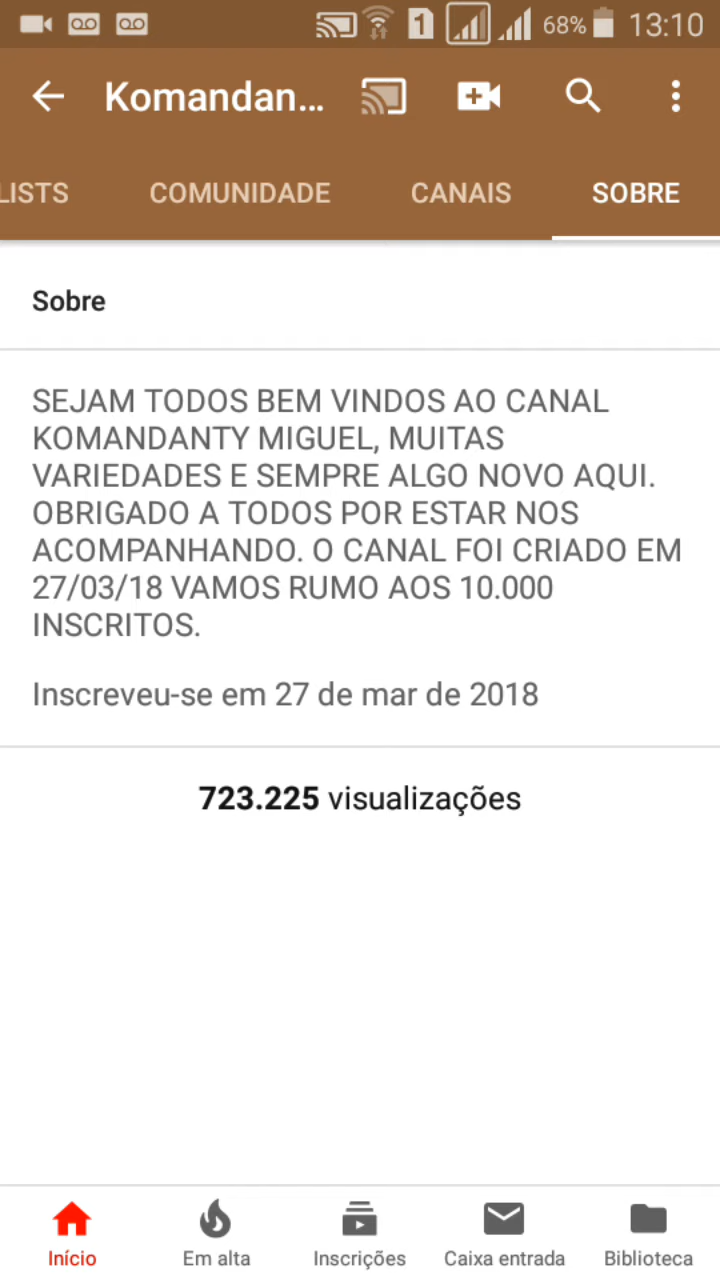 1 68% 13:10
Komandan...
LISTS COMUNIDADE CANAIS SOBRE
Sobre
SEJAM TODOS BEM VINDOS AO CANAL
KOMANDANTY MIGUEL, MUITAS
VARIEDADES E SEMPRE ALGO NOVO AQUI.
OBRIGADO A TODOS POR ESTAR NOS
ACOMPANHANDO. O CANAL FOI CRIADO EM
27/03/18 VAMOS RUMO AOS 10.000
INSCRITOS.
Inscreveu-se em 27 de mar de 2018
723.225 visualizações
Início Em alta Inscrições Caixa entrada Biblioteca